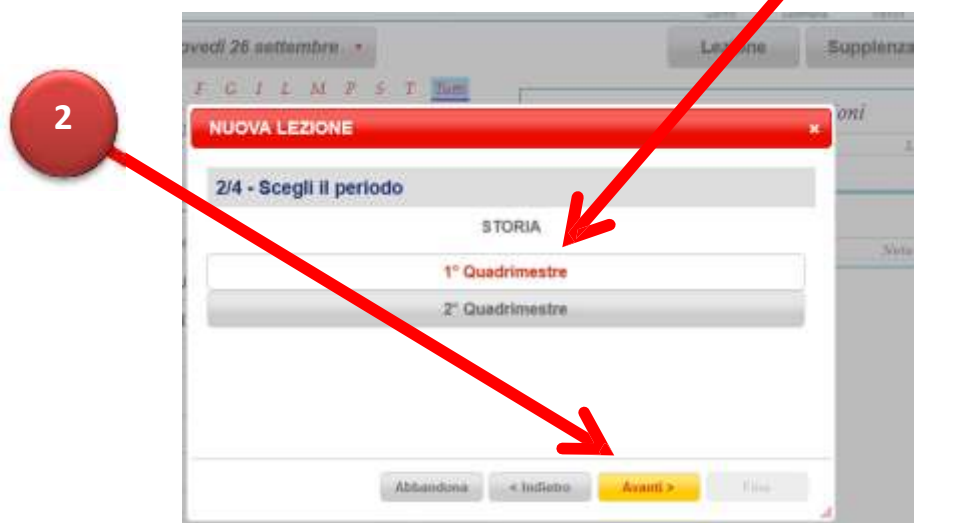 giovedì 26 settembre
Lezione
Supplenza
F G I L M P S T Tutti
2
NUOVA LEZIONE
oni
2/4 - Scegli il periodo
STORIA
Note
1° Quadrimestre
2° Quadrimestre
Abbandona
< Indietro
Avanti >
Fine